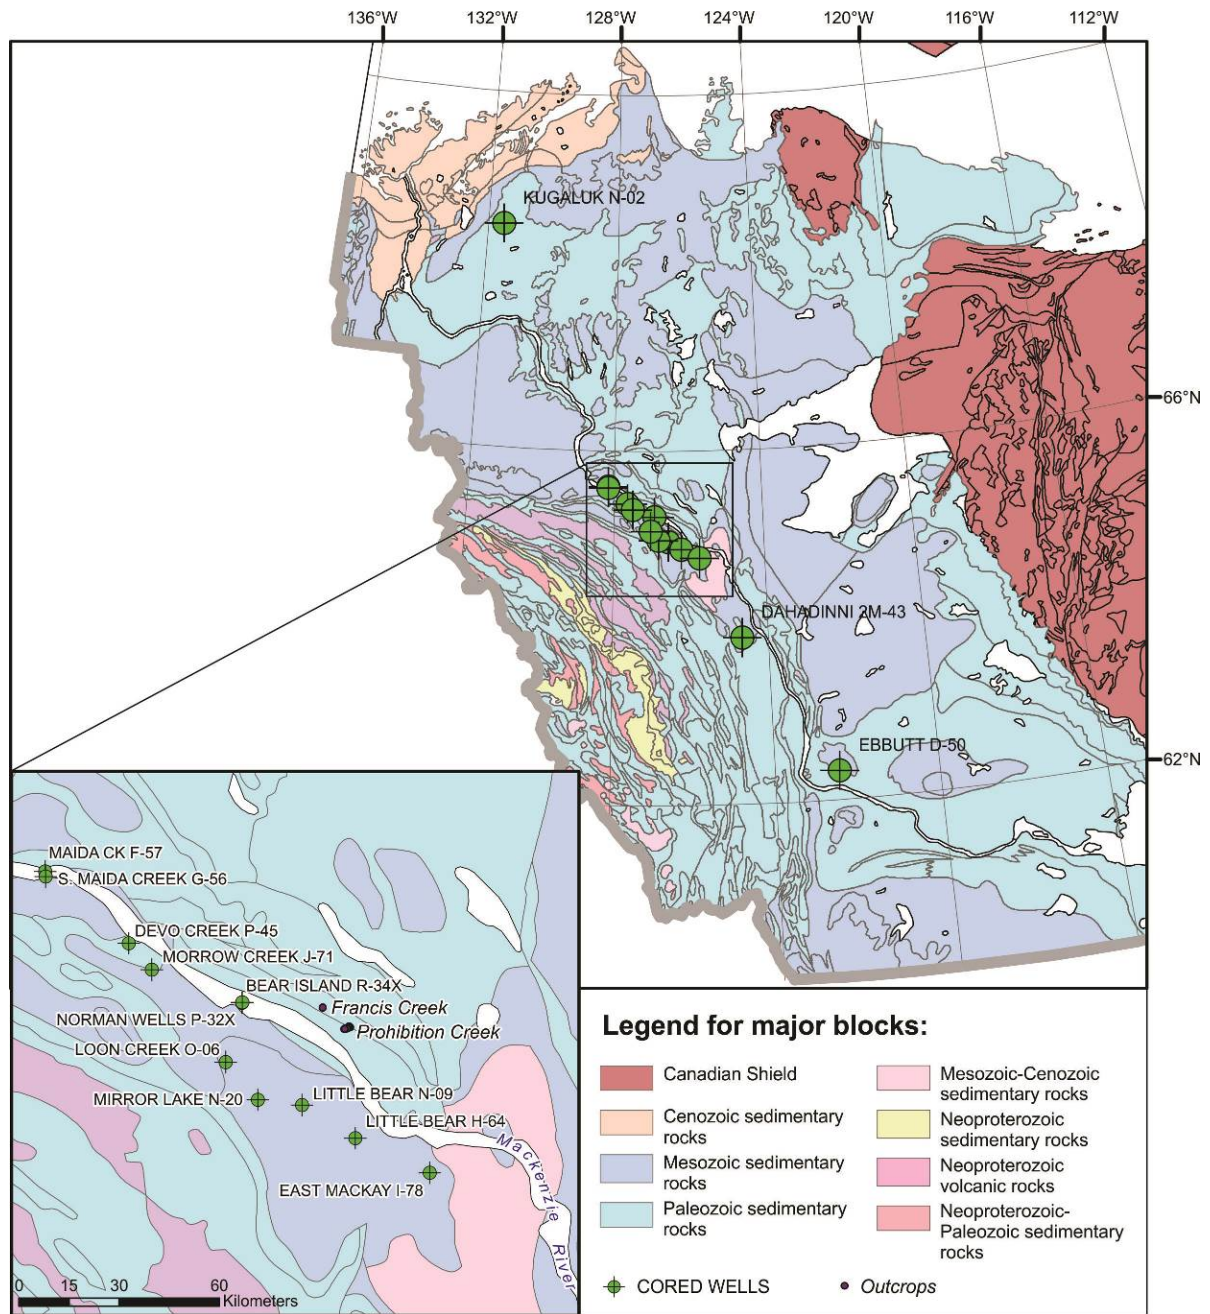 136°W 132°W 128°W 124°W 120°W 116°W 112°W
KUGALUK N-02
66°N
DAHADINNI 2M-43
EBBUTT D-50
62°N
MAIDA CK F-57
S. MAIDA CREEK G-56
DEVO CREEK P-45
MORROW CREEK J-71
BEAR ISLAND R-34X
Francis Creek
NORMAN WELLS P-32X
Prohibition Creek
LOON CREEK O-06
MIRROR LAKE N-20
LITTLE BEAR N-09
LITTLE BEAR H-64
EAST MACKAY I-78
Mackenzie River
0 15 30 60
Kilometers
Legend for major blocks:
Canadian Shield
Cenozoic sedimentary
rocks
Mesozoic sedimentary
rocks
Paleozoic sedimentary
rocks
Mesozoic-Cenozoic
sedimentary rocks
Neoproterozoic
sedimentary rocks
Neoproterozoic
volcanic rocks
Neoproterozoic-
Paleozoic sedimentary
rocks
CORED WELLS
Outcrops